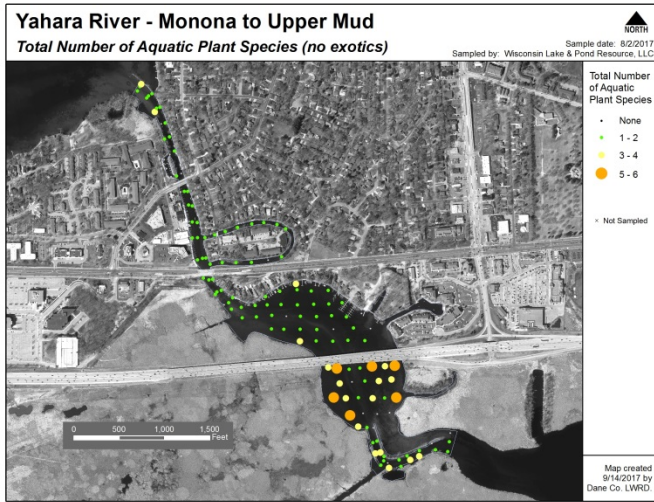 Yahara River - Monona to Upper Mud
Total Number of Aquatic Plant Species (no exotics)
NORTH
Sample date: 8/2/2017
Sampled by: Wisconsin Lake & Pond Resource, LLC
Total Number
of Aquatic
Plant Species
None
1 - 2
3 - 4
5 - 6
× Not Sampled
0 500 1,000 1,500
Feet
Map created
9/14/2017 by
Dane Co. LWRD.